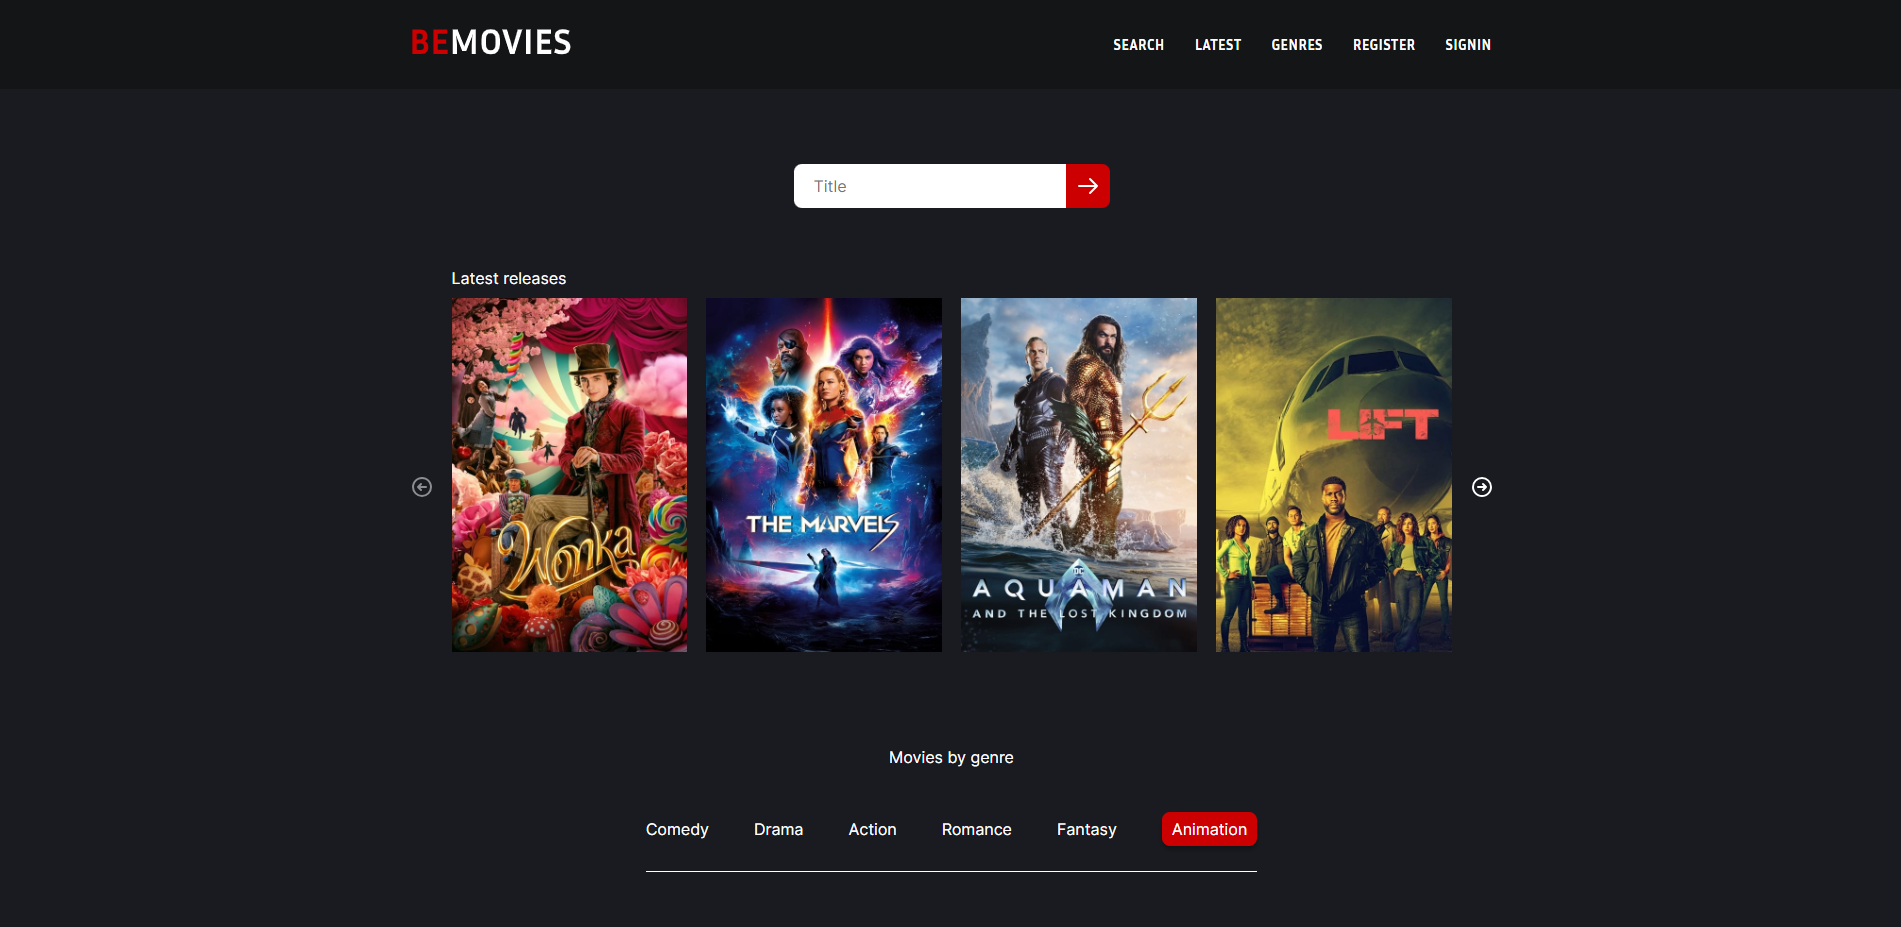 BEMOVIES
SEARCH LATEST GENRES REGISTER SIGNIN
Title
Latest releases
Wonka
THE MARVELS
DC
AQUAMAN
AND THE LOST KINGDOM
LIFT
Movies by genre
Comedy Drama Action Romance Fantasy Animation